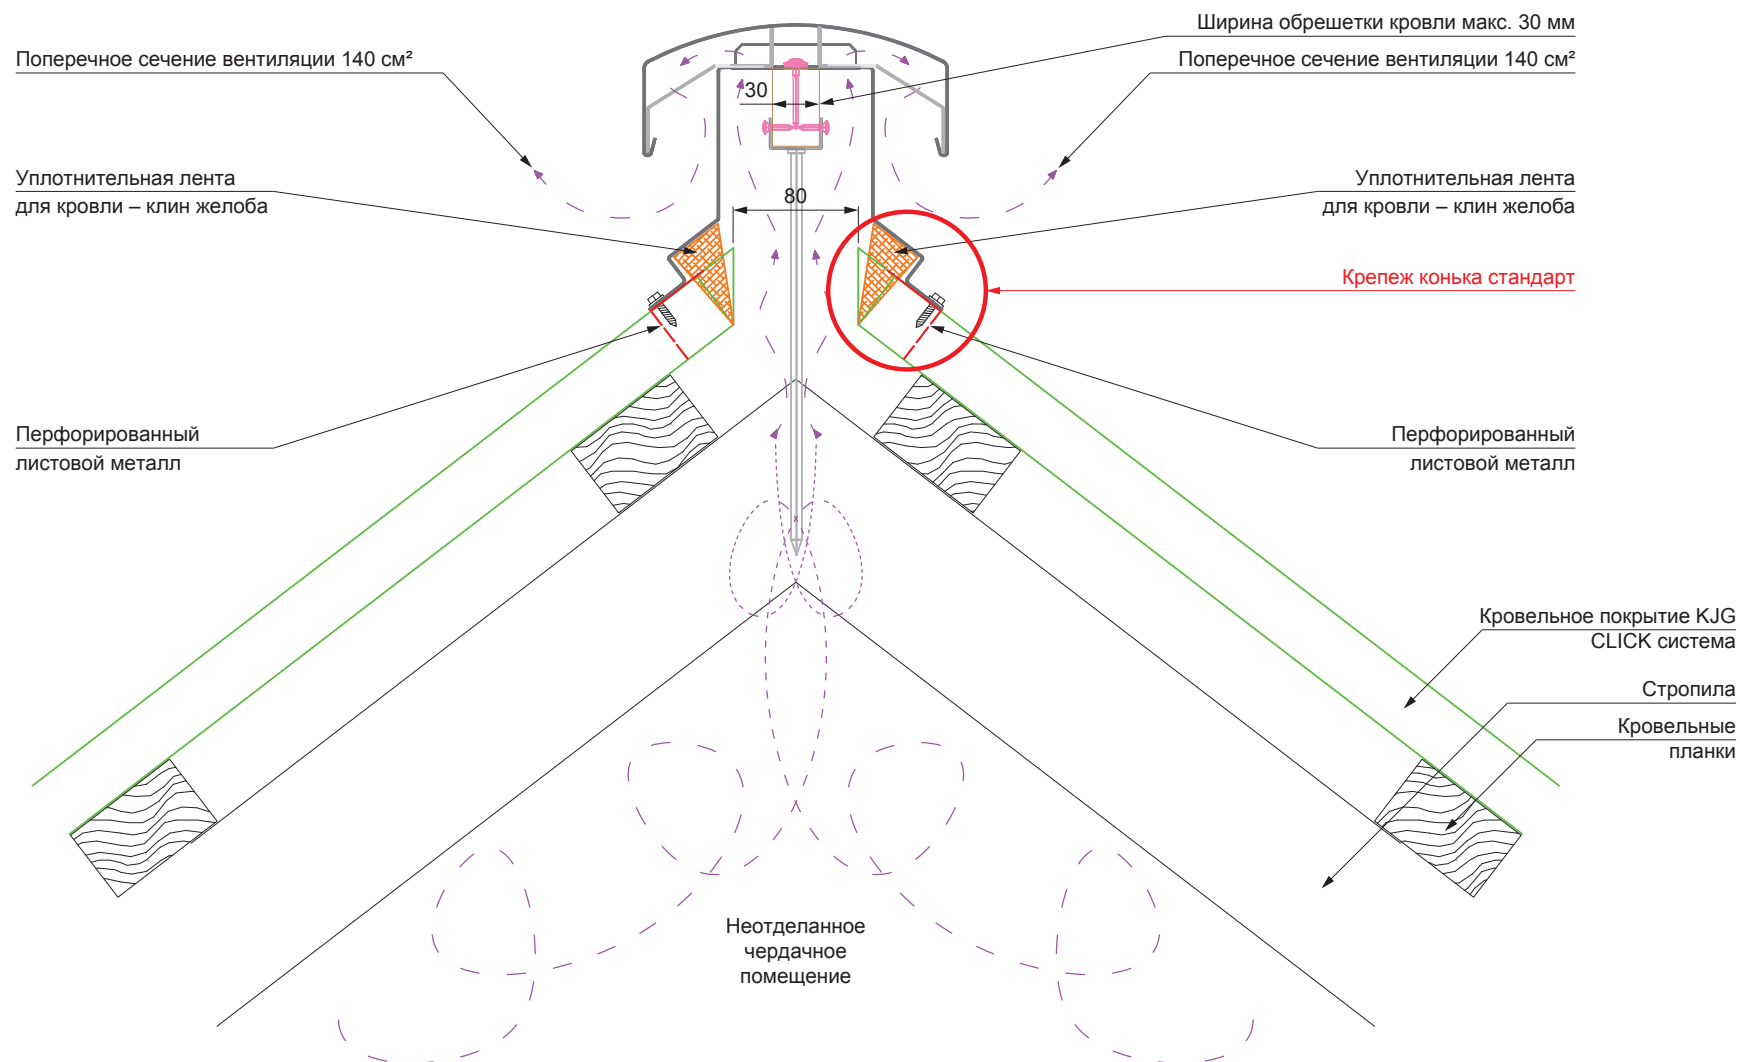 Ширина обрешетки кровли макс. 30 мм
Поперечное сечение вентиляции 140 см²
Поперечное сечение вентиляции 140 см²
30
Уплотнительная лента
для кровли – клин желоба
80
Уплотнительная лента
для кровли – клин желоба
Крепеж конька стандарт
Перфорированный
листовой металл
Перфорированный
листовой металл
Кровельное покрытие KJG
CLICK система
Стропила
Кровельные
планки
Неотделанное
чердачное
помещение